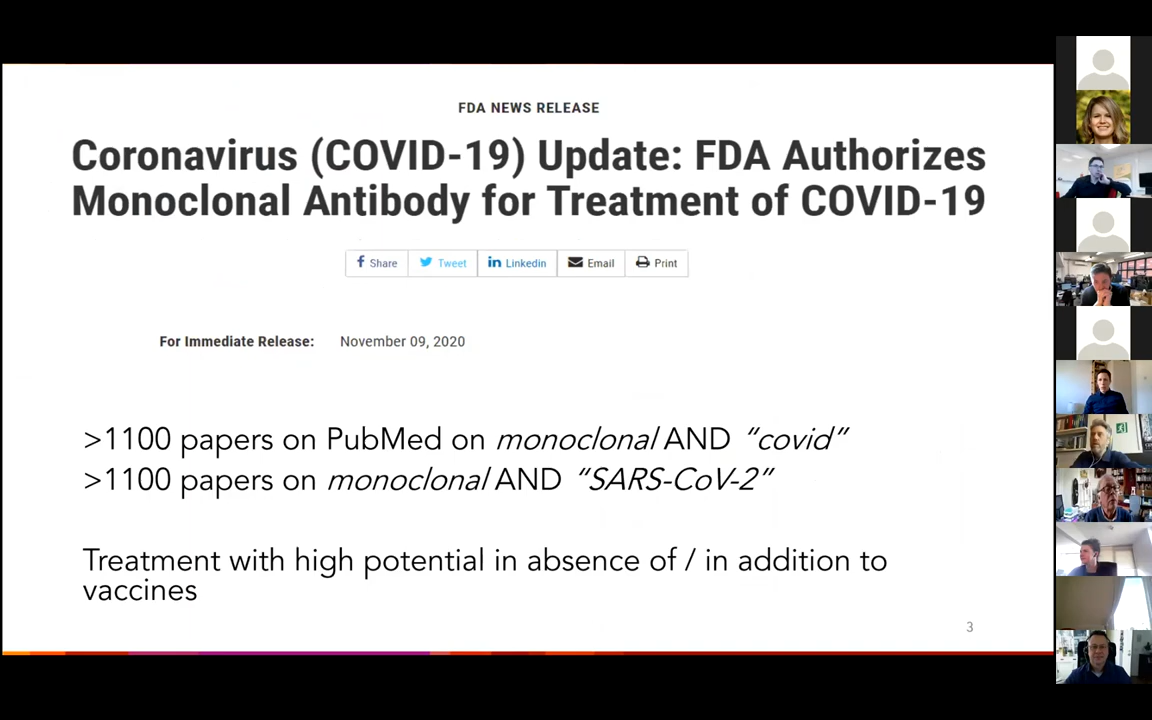 FDA NEWS RELEASE
Coronavirus (COVID-19) Update: FDA Authorizes
Monoclonal Antibody for Treatment of COVID-19
Share Tweet Linkedin Email Print
For Immediate Release: November 09, 2020
>1100 papers on PubMed on monoclonal AND “covid”
>1100 papers on monoclonal AND “SARS-CoV-2”
Treatment with high potential in absence of / in addition to
vaccines
3